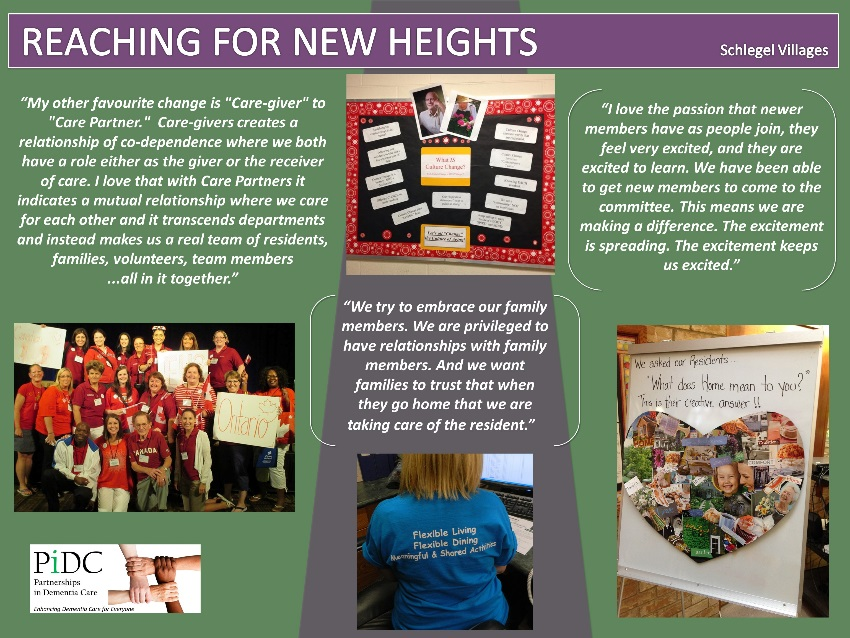 REACHING FOR NEW HEIGHTS
Schlegel Villages
“My other favourite change is "Care-giver" to
"Care Partner." Care-givers creates a
relationship of co-dependence where we both
have a role either as the giver or the receiver
of care. I love that with Care Partners it
indicates a mutual relationship where we care
for each other and it transcends departments
and instead makes us a real team of residents,
families, volunteers, team members
...all in it together.”
What IS
Culture Change?
“I love the passion that newer
members have as people join, they
feel very excited, and they are
excited to learn. We have been able
to get new members to come to the
committee. This means we are
making a difference. The excitement
is spreading. The excitement keeps
us excited.”
“We try to embrace our family
members. We are privileged to
have relationships with family
members. And we want
families to trust that when
they go home that we are
taking care of the resident.”
Ontario
CANADA
We asked our Residents...
"What does Home mean to you?"
This is their creative answer!!
Flexible Living
Flexible Dining
Meaningful & Shared Activities
PiDC
Partnerships
in Dementia Care
Enhancing Dementia Care for Everyone